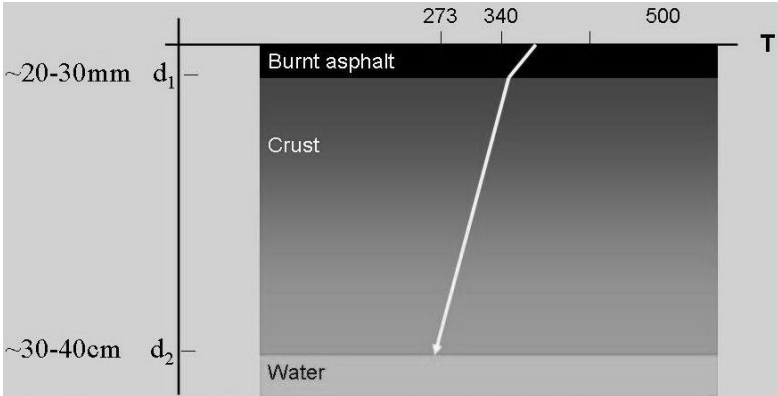 273 340 500
T
Burnt asphalt
~20-30mm d1
Crust
~30-40cm d2
Water